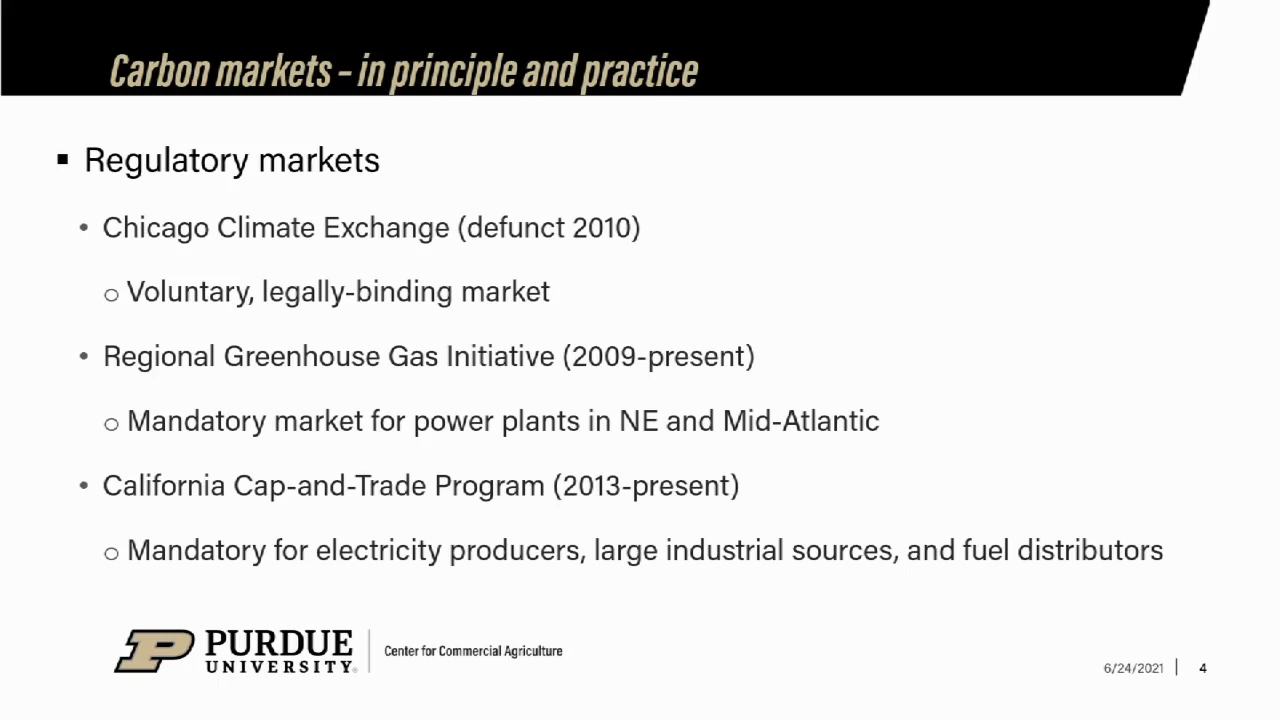 Carbon markets – in principle and practice
▪ Regulatory markets
• Chicago Climate Exchange (defunct 2010)
o Voluntary, legally-binding market
• Regional Greenhouse Gas Initiative (2009-present)
o Mandatory market for power plants in NE and Mid-Atlantic
• California Cap-and-Trade Program (2013-present)
o Mandatory for electricity producers, large industrial sources, and fuel distributors
P PURDUE UNIVERSITY® | Center for Commercial Agriculture
6/24/2021 | 4